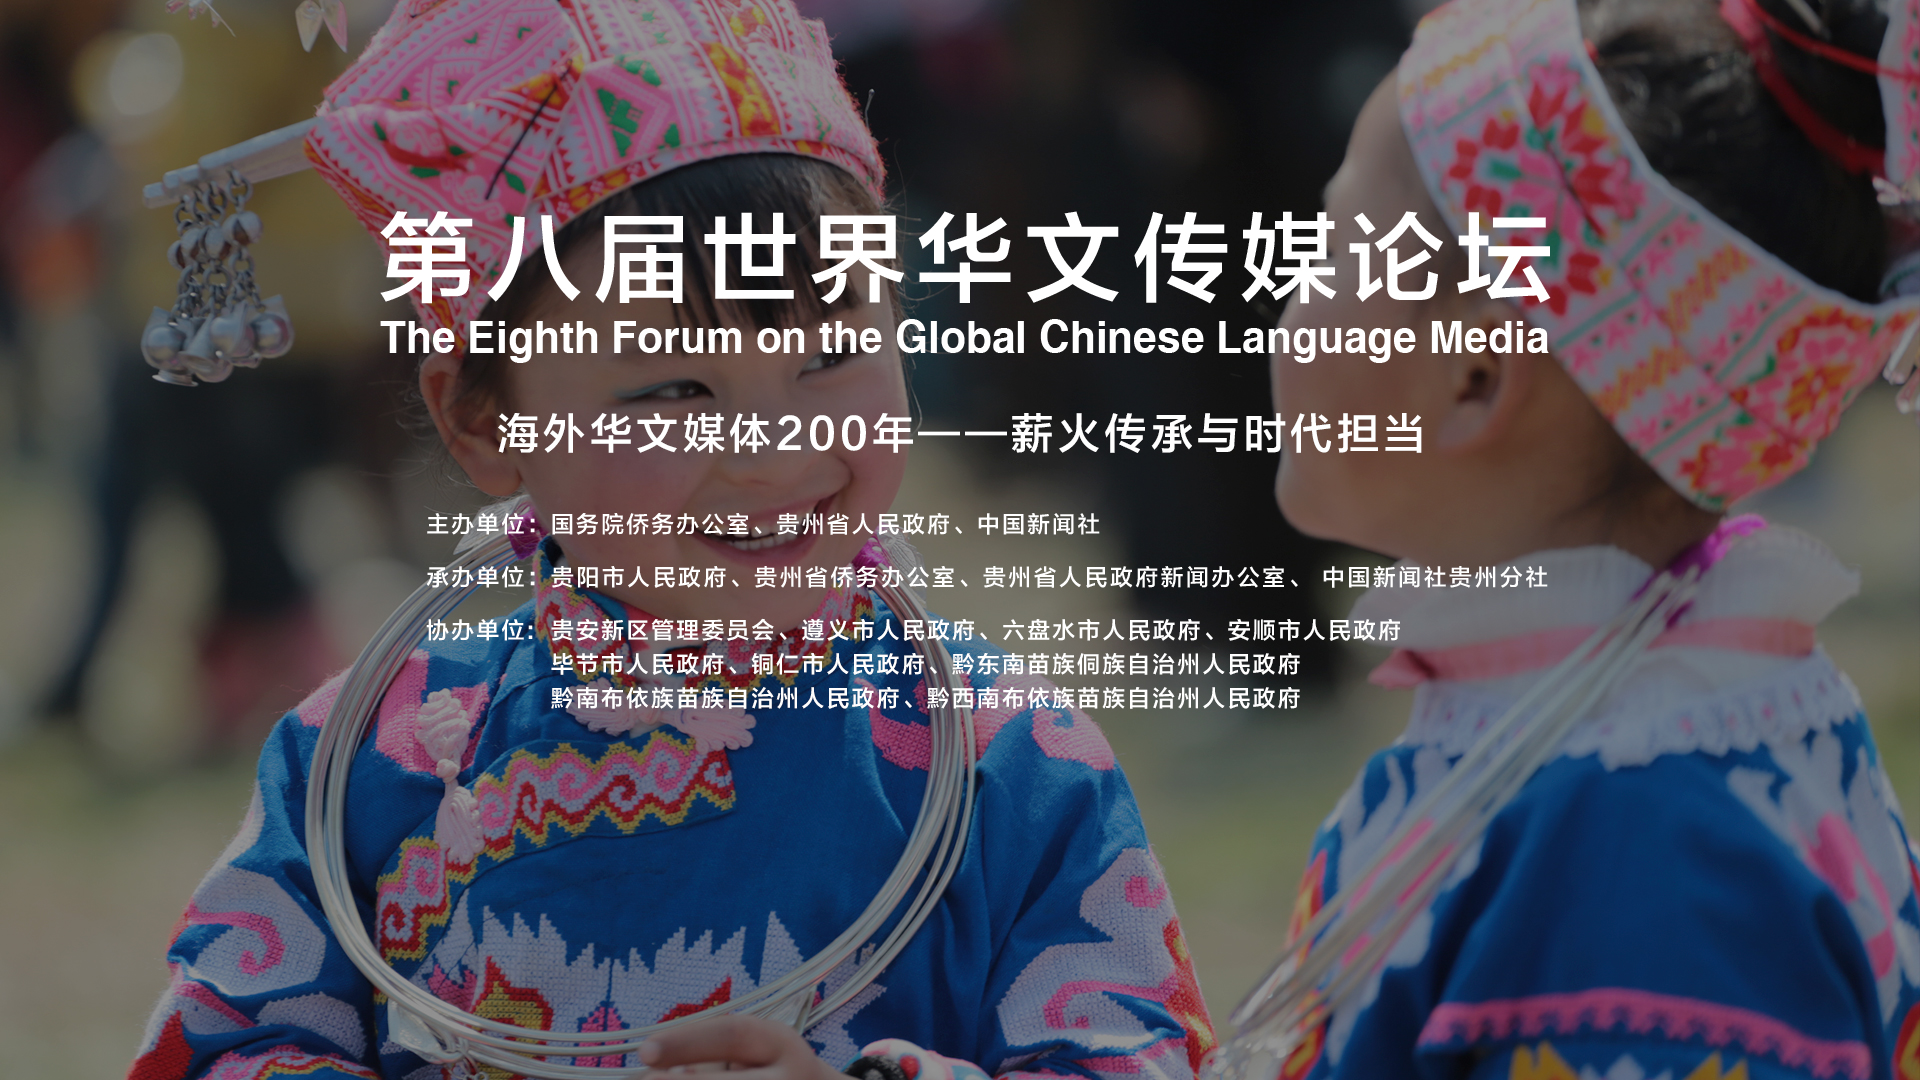 第八届世界华文传媒论坛
The Eighth Forum on the Global Chinese Language Media
海外华文媒体200年——薪火传承与时代担当
主办单位：国务院侨务办公室、贵州省人民政府、中国新闻社
承办单位：贵阳市人民政府、贵州省侨务办公室、贵州省人民政府新闻办公室、 中国新闻社贵州分社
协办单位：贵安新区管理委员会、遵义市人民政府、六盘水市人民政府、安顺市人民政府
毕节市人民政府、铜仁市人民政府、黔东南苗族侗族自治州人民政府
黔南布依族苗族自治州人民政府、黔西南布依族苗族自治州人民政府